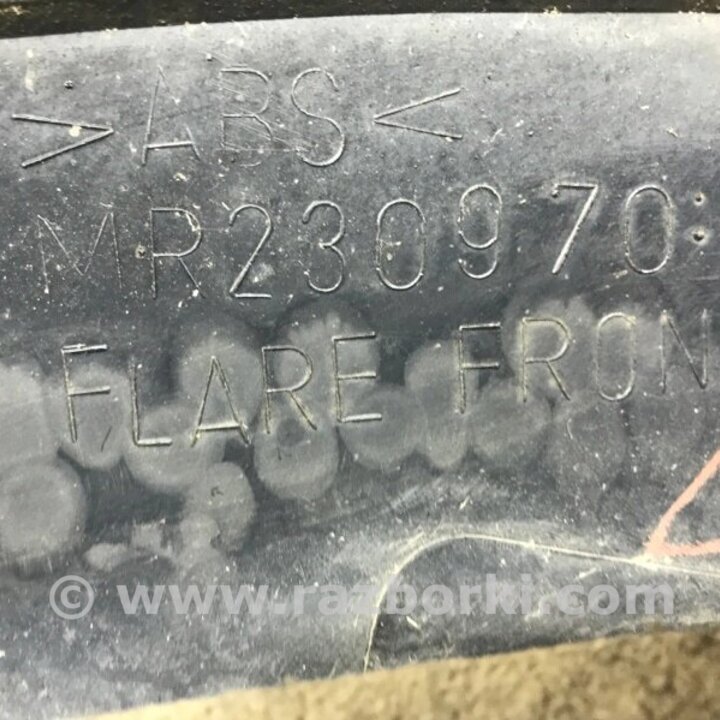 >ABS<
MR230970:
FLARE FRON
© www.razborki.com